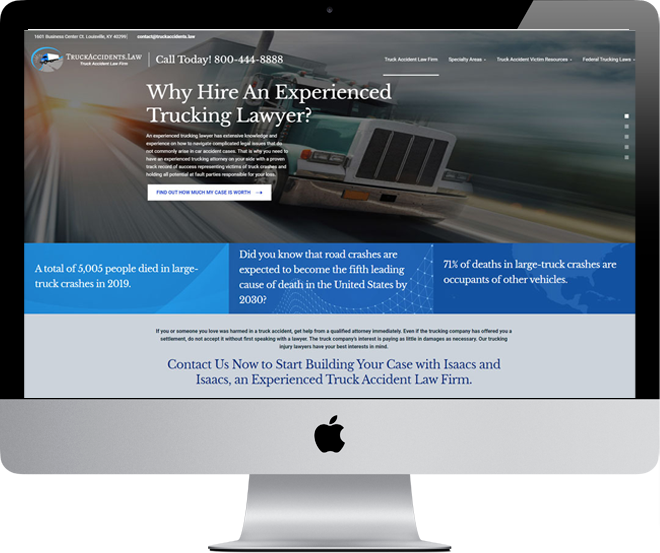 1601 Business Center Ct. Louisville, KY 40299 |
contact@truckaccidents.law
TRUCKACCIDENTS.LAW
Truck Accident Law Firm
Call Today! 800-444-8888
Truck Accident Law Firm
Specialty Areas
Truck Accident Victim Resources
Federal Trucking Laws
Why Hire An Experienced
Trucking Lawyer?
An experienced trucking lawyer has extensive knowledge and
experience on how to navigate complicated legal issues that do
not commonly arise in car accident cases. That is why you need to
have an experienced trucking attorney on your side with a proven
track record of success representing victims of truck crashes and
holding all potential at fault parties responsible for your loss.
FIND OUT HOW MUCH MY CASE IS WORTH
A total of 5,005 people died in large-
truck crashes in 2019.
Did you know that road crashes are
expected to become the fifth leading
cause of death in the United States by
2030?
71% of deaths in large-truck crashes are
occupants of other vehicles.
If you or someone you love was harmed in a truck accident, get help from a qualified attorney immediately. Even if the trucking company has offered you a
settlement, do not accept it without first speaking with a lawyer. The truck company's interest is paying as little in damages as necessary. Our trucking
injury lawyers have your best interests in mind.
Contact Us Now to Start Building Your Case with Isaacs and
Isaacs, an Experienced Truck Accident Law Firm.